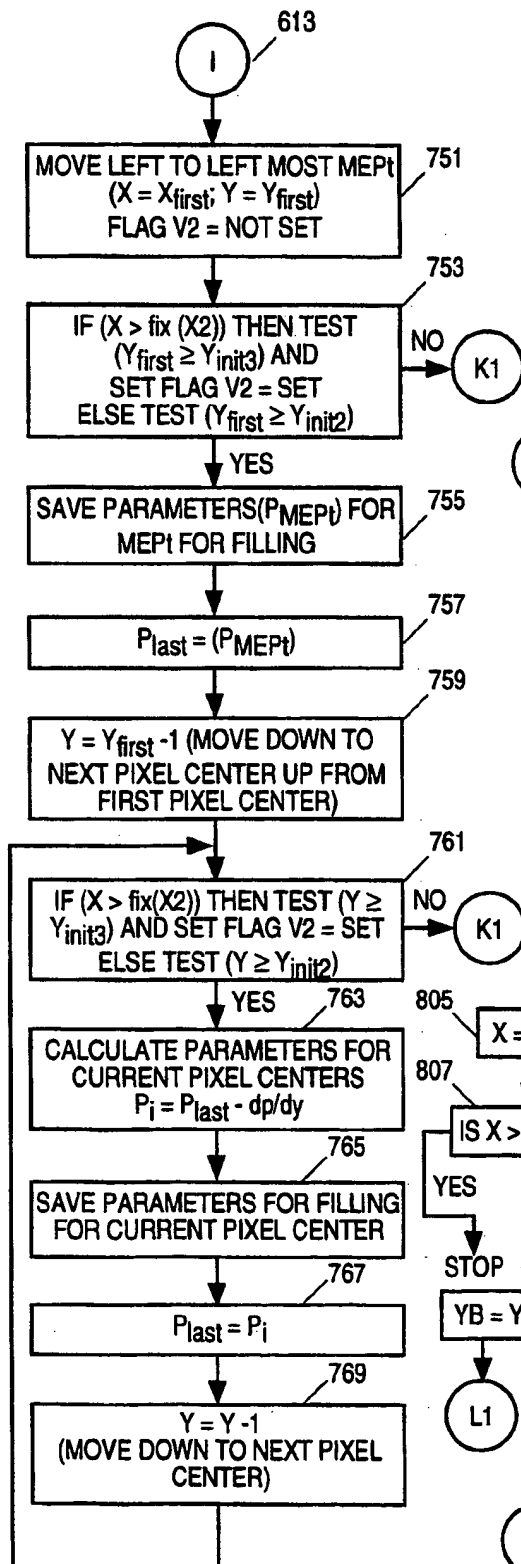 I
613
751
MOVE LEFT TO LEFT MOST MEPt
(X = Xfirst; Y = Yfirst)
FLAG V2 = NOT SET
753
IF (X > fix (X2)) THEN TEST
(Yfirst ≥ Yinit3) AND
SET FLAG V2 = SET
ELSE TEST (Yfirst ≥ Yinit2)
NO
K1
YES
755
SAVE PARAMETERS(PMEPt) FOR
MEPt FOR FILLING
757
Plast = (PMEPt)
759
Y = Yfirst -1 (MOVE DOWN TO
NEXT PIXEL CENTER UP FROM
FIRST PIXEL CENTER)
761
IF (X > fix(X2)) THEN TEST (Y ≥
Yinit3) AND SET FLAG V2 = SET
ELSE TEST (Y ≥ Yinit2)
NO
K1
YES
763
CALCULATE PARAMETERS FOR
CURRENT PIXEL CENTERS
Pi = Plast - dp/dy
765
SAVE PARAMETERS FOR FILLING
FOR CURRENT PIXEL CENTER
767
Plast = Pi
769
Y = Y -1
(MOVE DOWN TO NEXT PIXEL
CENTER)
805
X =
807
IS X >
YES
STOP
YB = Y
L1